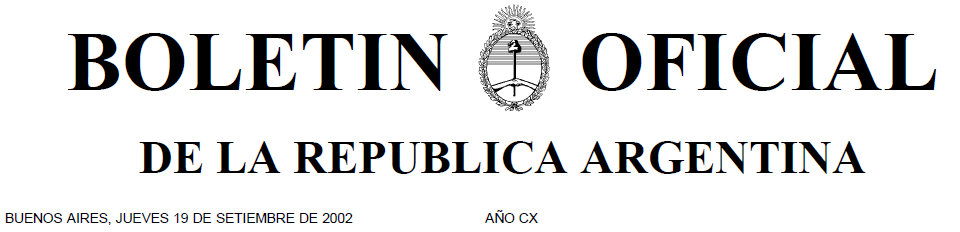 BOLETIN OFICIAL
DE LA REPUBLICA ARGENTINA
BUENOS AIRES, JUEVES 19 DE SETIEMBRE DE 2002 AÑO CX